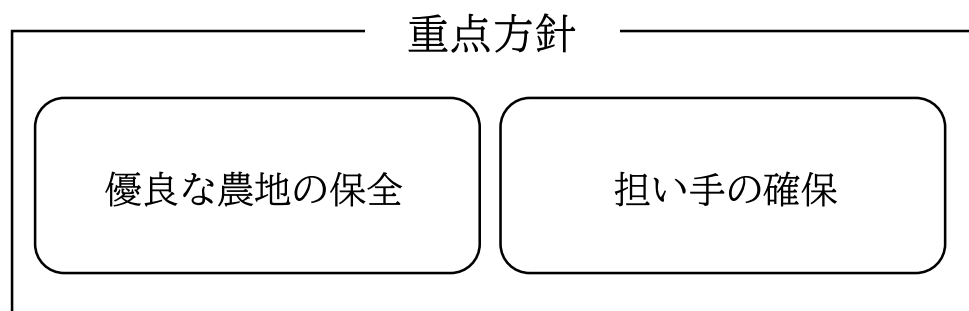 重点方針
優良な農地の保全
担い手の確保